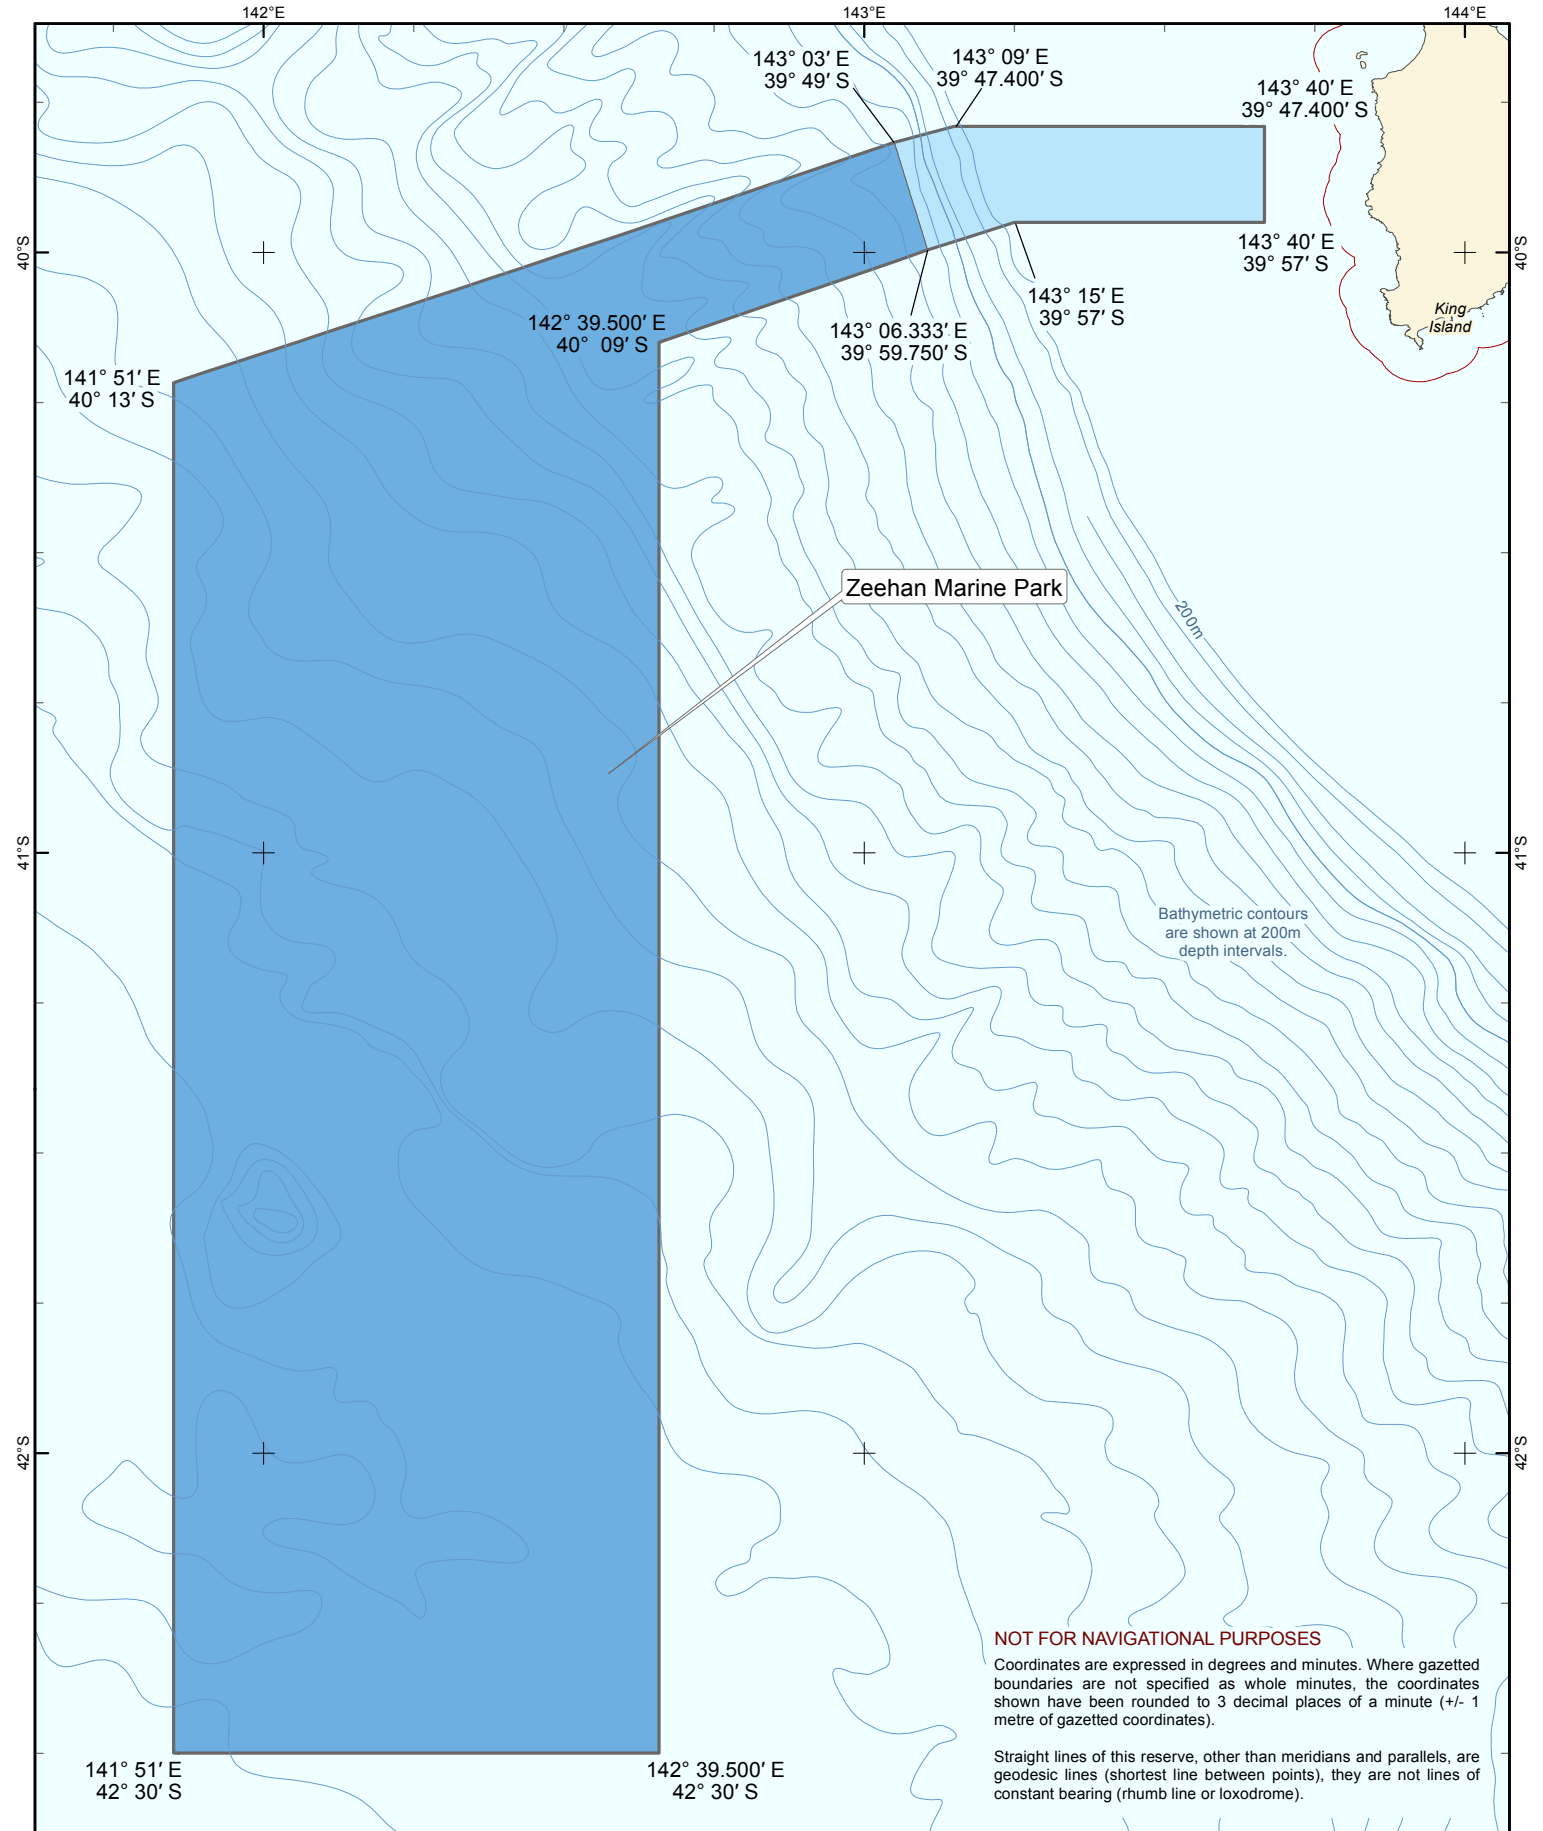 142°E
143°E
144°E
143° 03′ E
39° 49′ S
143° 09′ E
39° 47.400′ S
143° 40′ E
39° 47.400′ S
40°S
40°S
143° 40′ E
39° 57′ S
143° 15′ E
39° 57′ S
King
Island
142° 39.500′ E
40° 09′ S
143° 06.333′ E
39° 59.750′ S
141° 51′ E
40° 13′ S
Zeehan Marine Park
200m
41°S
41°S
Bathymetric contours
are shown at 200m
depth intervals.
42°S
42°S
NOT FOR NAVIGATIONAL PURPOSES
Coordinates are expressed in degrees and minutes. Where gazetted
boundaries are not specified as whole minutes, the coordinates
shown have been rounded to 3 decimal places of a minute (+/- 1
metre of gazetted coordinates).
Straight lines of this reserve, other than meridians and parallels, are
geodesic lines (shortest line between points), they are not lines of
constant bearing (rhumb line or loxodrome).
141° 51′ E
42° 30′ S
142° 39.500′ E
42° 30′ S